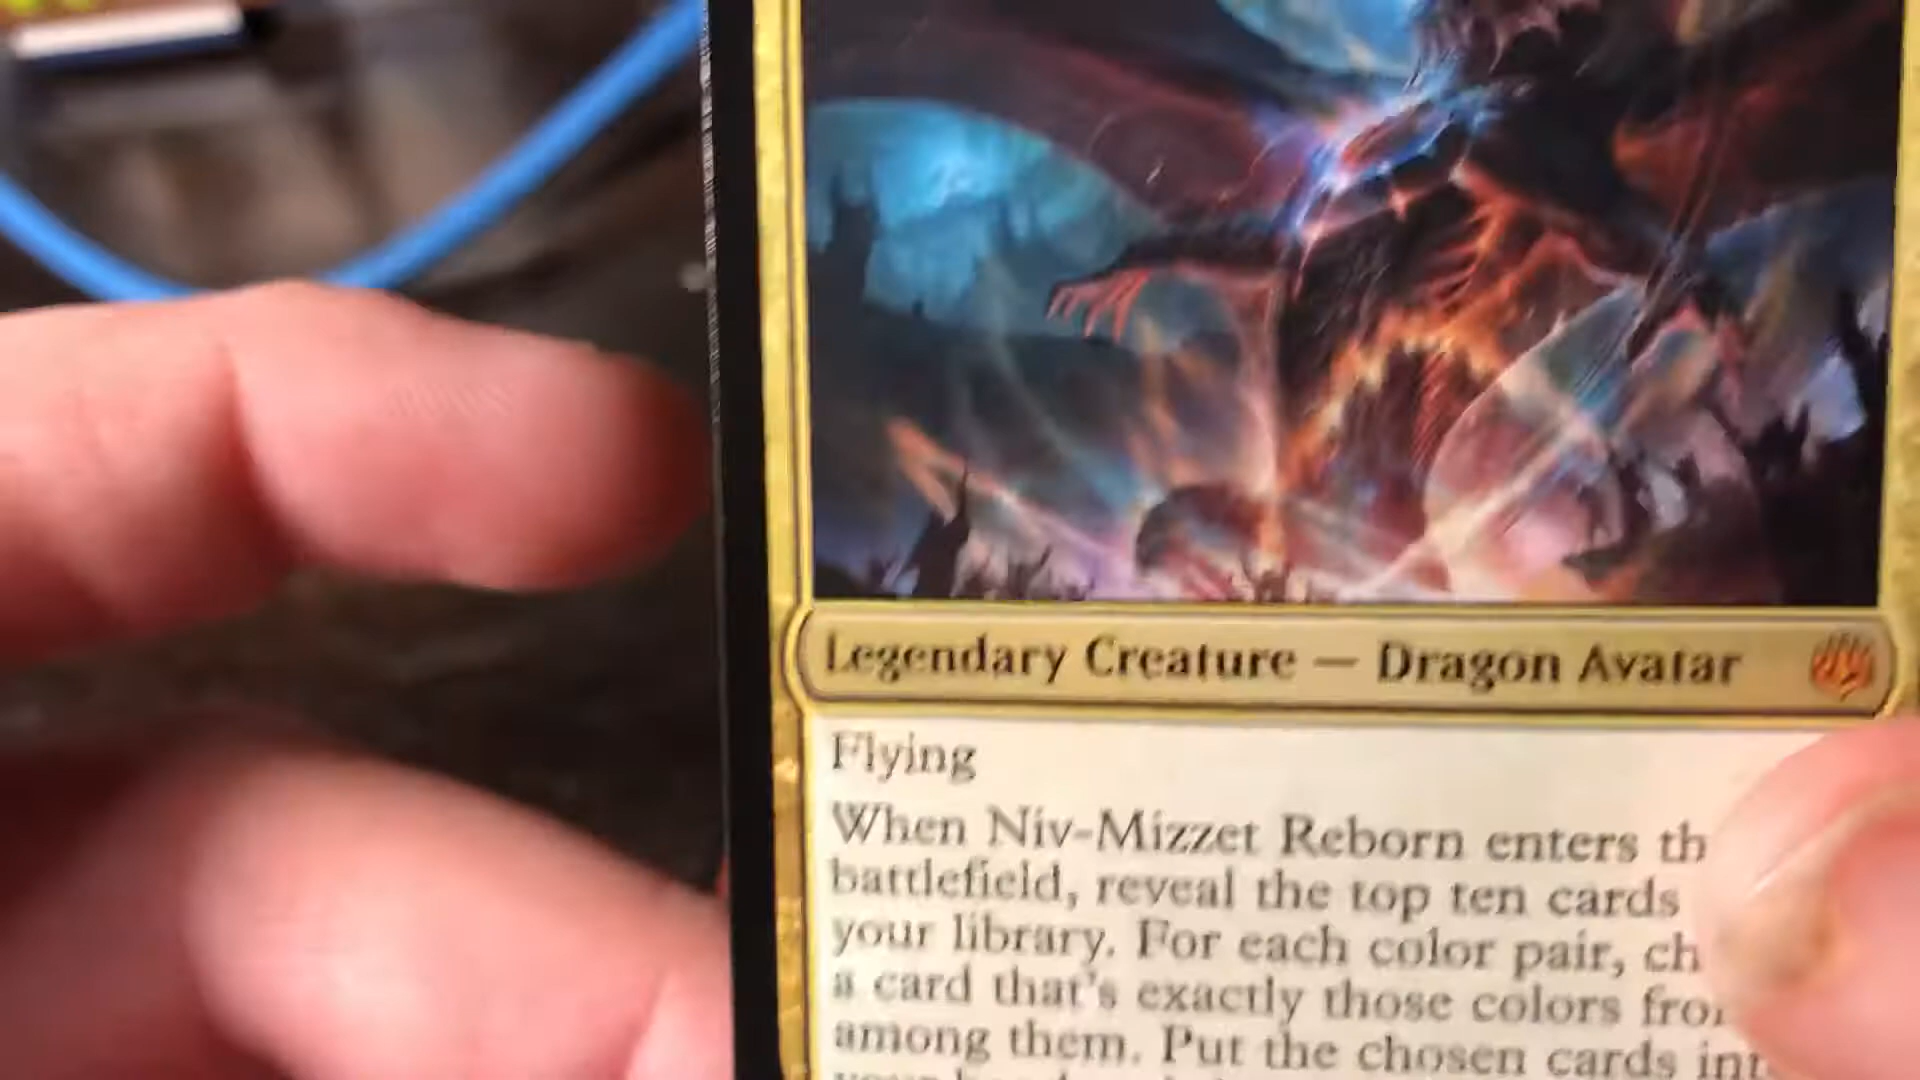 Legendary Creature — Dragon Avatar
Flying
When Niv-Mizzet Reborn enters th
battlefield, reveal the top ten cards
your library. For each color pair, ch
a card that's exactly those colors fro
among them. Put the chosen cards int